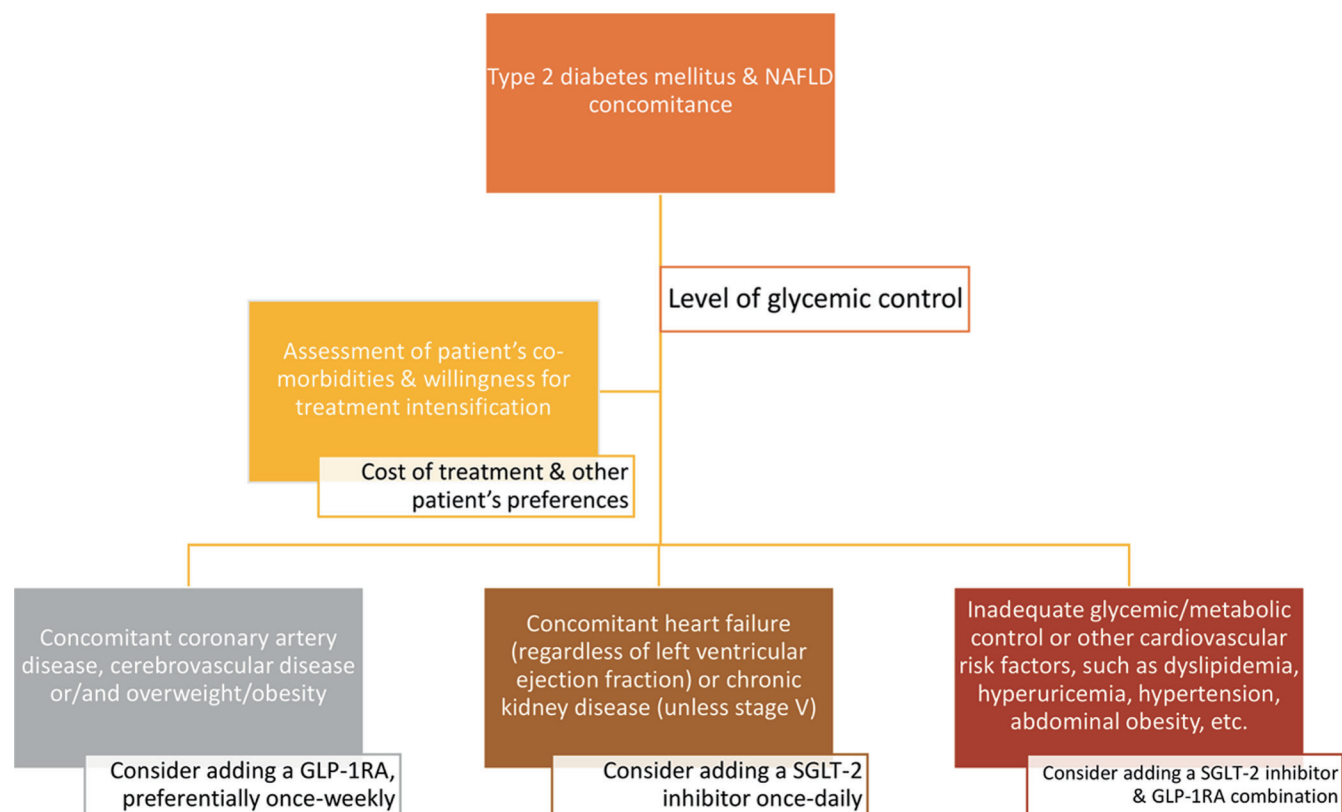 Type 2 diabetes mellitus & NAFLD
concomitance
Level of glycemic control
Assessment of patient’s co-
morbidities & willingness for
treatment intensification
Cost of treatment & other
patient’s preferences
Concomitant coronary artery
disease, cerebrovascular disease
or/and overweight/obesity
Consider adding a GLP-1RA,
preferentially once-weekly
Concomitant heart failure
(regardless of left ventricular
ejection fraction) or chronic
kidney disease (unless stage V)
Consider adding a SGLT-2
inhibitor once-daily
Inadequate glycemic/metabolic
control or other cardiovascular
risk factors, such as dyslipidemia,
hyperuricemia, hypertension,
abdominal obesity, etc.
Consider adding a SGLT-2 inhibitor
& GLP-1RA combination